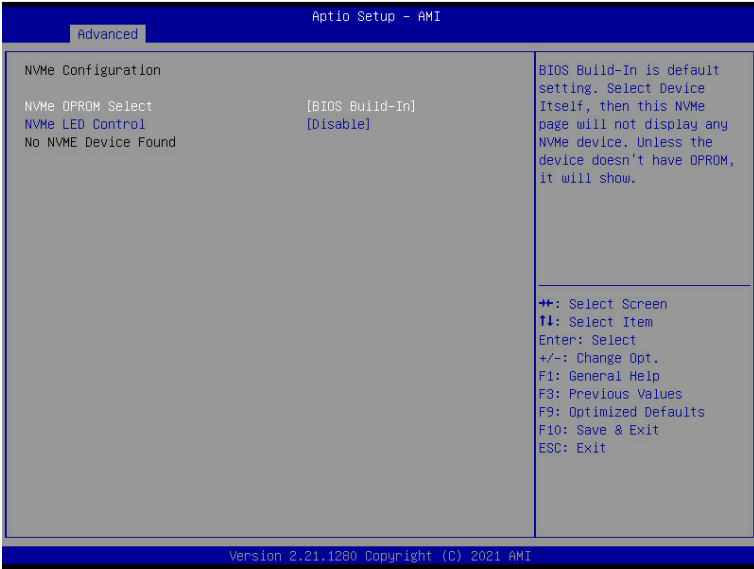 Aptio Setup - AMI
Advanced
NVMe Configuration
NVMe OPROM Select [BIOS Build-In]
NVMe LED Control [Disable]
No NVME Device Found
BIOS Build-In is default
setting. Select Device
Itself, then this NVMe
page will not display any
NVMe device. Unless the
device doesn't have OPROM,
it will show.
→←: Select Screen
↑↓: Select Item
Enter: Select
+/-: Change Opt.
F1: General Help
F3: Previous Values
F9: Optimized Defaults
F10: Save & Exit
ESC: Exit
Version 2.21.1280 Copyright (C) 2021 AMI